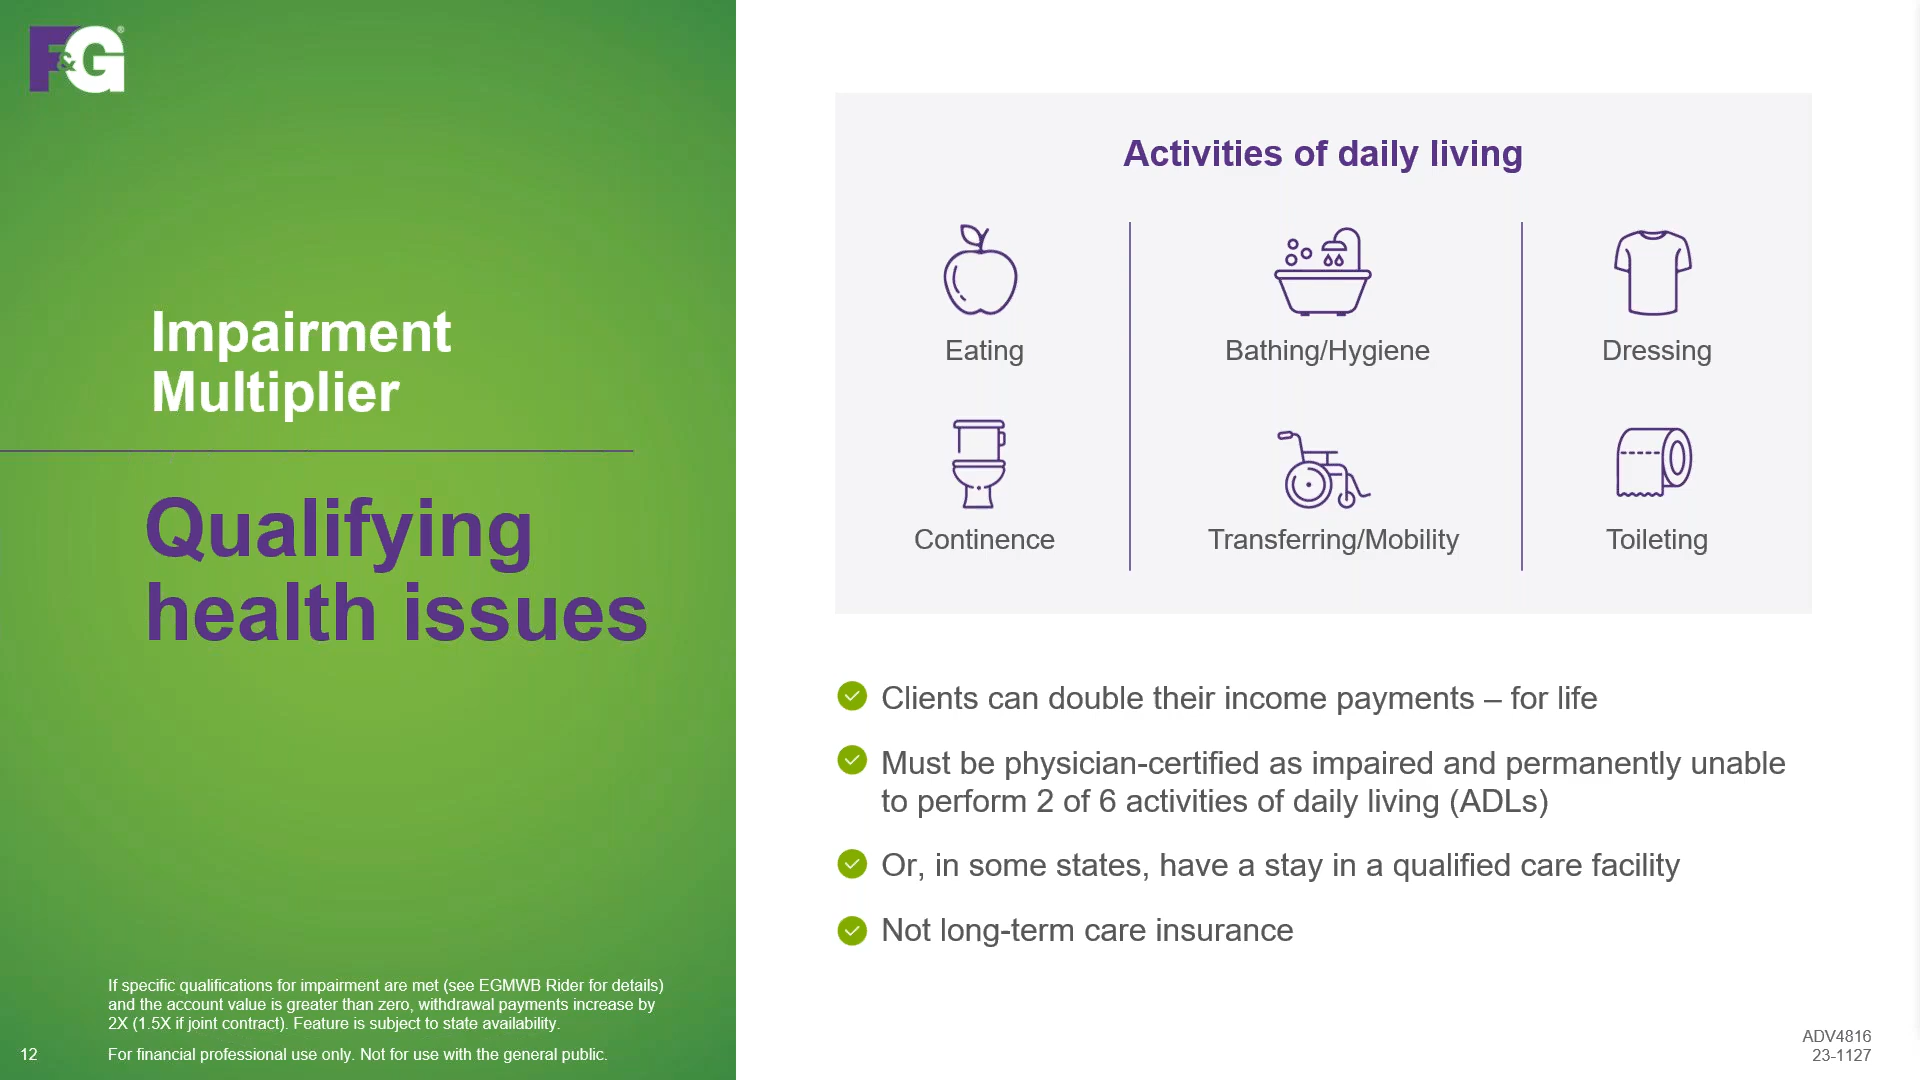 F&G®
Impairment
Multiplier
Qualifying
health issues
If specific qualifications for impairment are met (see EGMWB Rider for details)
and the account value is greater than zero, withdrawal payments increase by
2X (1.5X if joint contract). Feature is subject to state availability.
12
For financial professional use only. Not for use with the general public.
Activities of daily living
Eating
Bathing/Hygiene
Dressing
Continence
Transferring/Mobility
Toileting
Clients can double their income payments – for life
Must be physician-certified as impaired and permanently unable
to perform 2 of 6 activities of daily living (ADLs)
Or, in some states, have a stay in a qualified care facility
Not long-term care insurance
ADV4816
23-1127